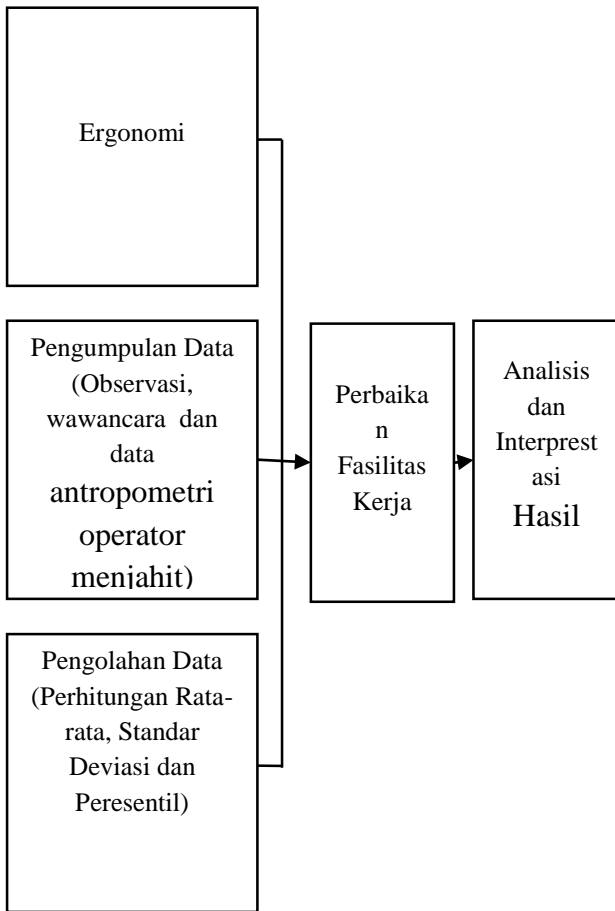 Ergonomi
Pengumpulan Data
(Observasi,
wawancara dan
data
antropometri
operator
menjahit)
Perbaika
n
Fasilitas
Kerja
Analisis
dan
Interprest
asi
Hasil
Pengolahan Data
(Perhitungan Rata-
rata, Standar
Deviasi dan
Peresentil)